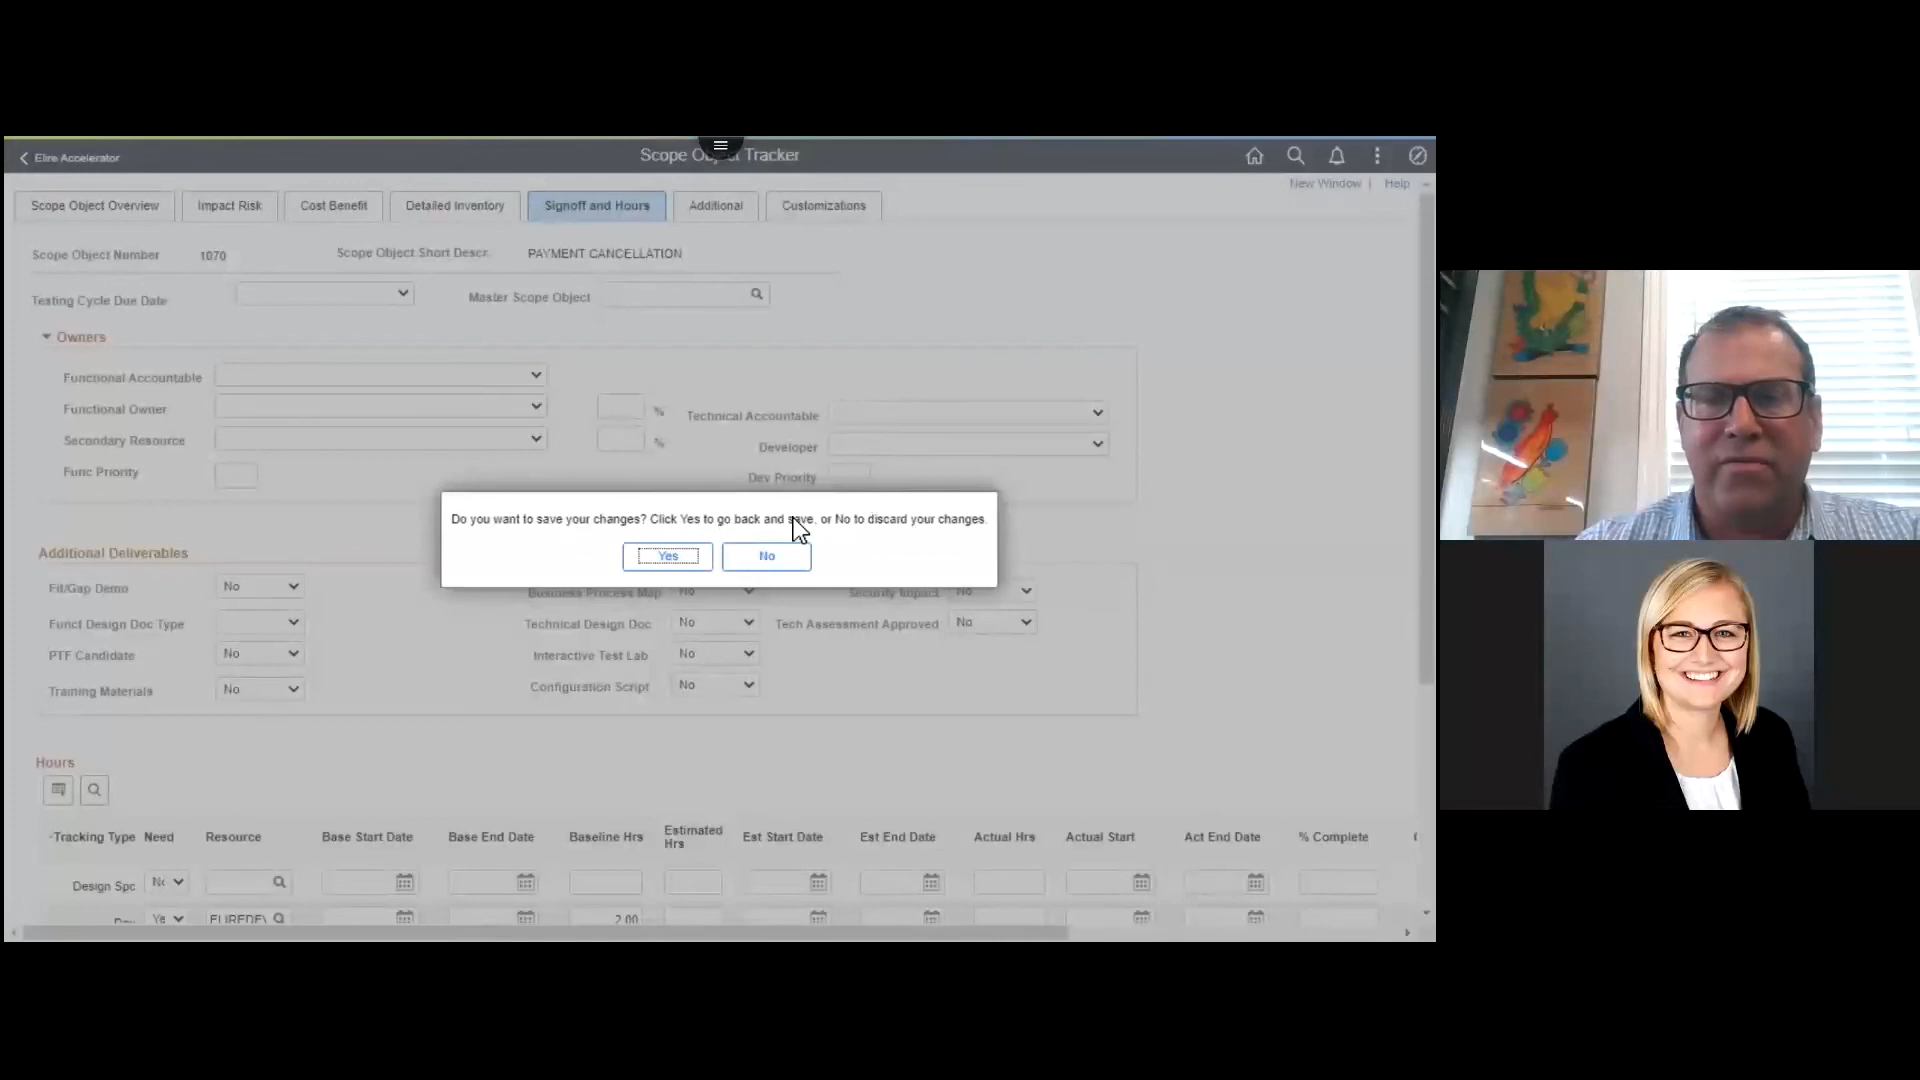 Elire Accelerator
Scope Object Tracker
New Window | Help
Scope Object Overview Impact Risk Cost Benefit Detailed Inventory Signoff and Hours Additional Customizations
Scope Object Number 1070 Scope Object Short Descr. PAYMENT CANCELLATION
Testing Cycle Due Date Master Scope Object
Owners
Functional Accountable
Functional Owner % Technical Accountable
Secondary Resource % Developer
Func Priority Dev Priority
Do you want to save your changes? Click Yes to go back and save, or No to discard your changes.
Yes No
Additional Deliverables
Fit/Gap Demo No Business Process Map No Security Impact No
Funct Design Doc Type Technical Design Doc No Tech Assessment Approved No
PTF Candidate No Interactive Test Lab No
Training Materials No Configuration Script No
Hours
Tracking Type Need Resource Base Start Date Base End Date Baseline Hrs Estimated Hrs Est Start Date Est End Date Actual Hrs Actual Start Act End Date % Complete
Design Spc
2.00